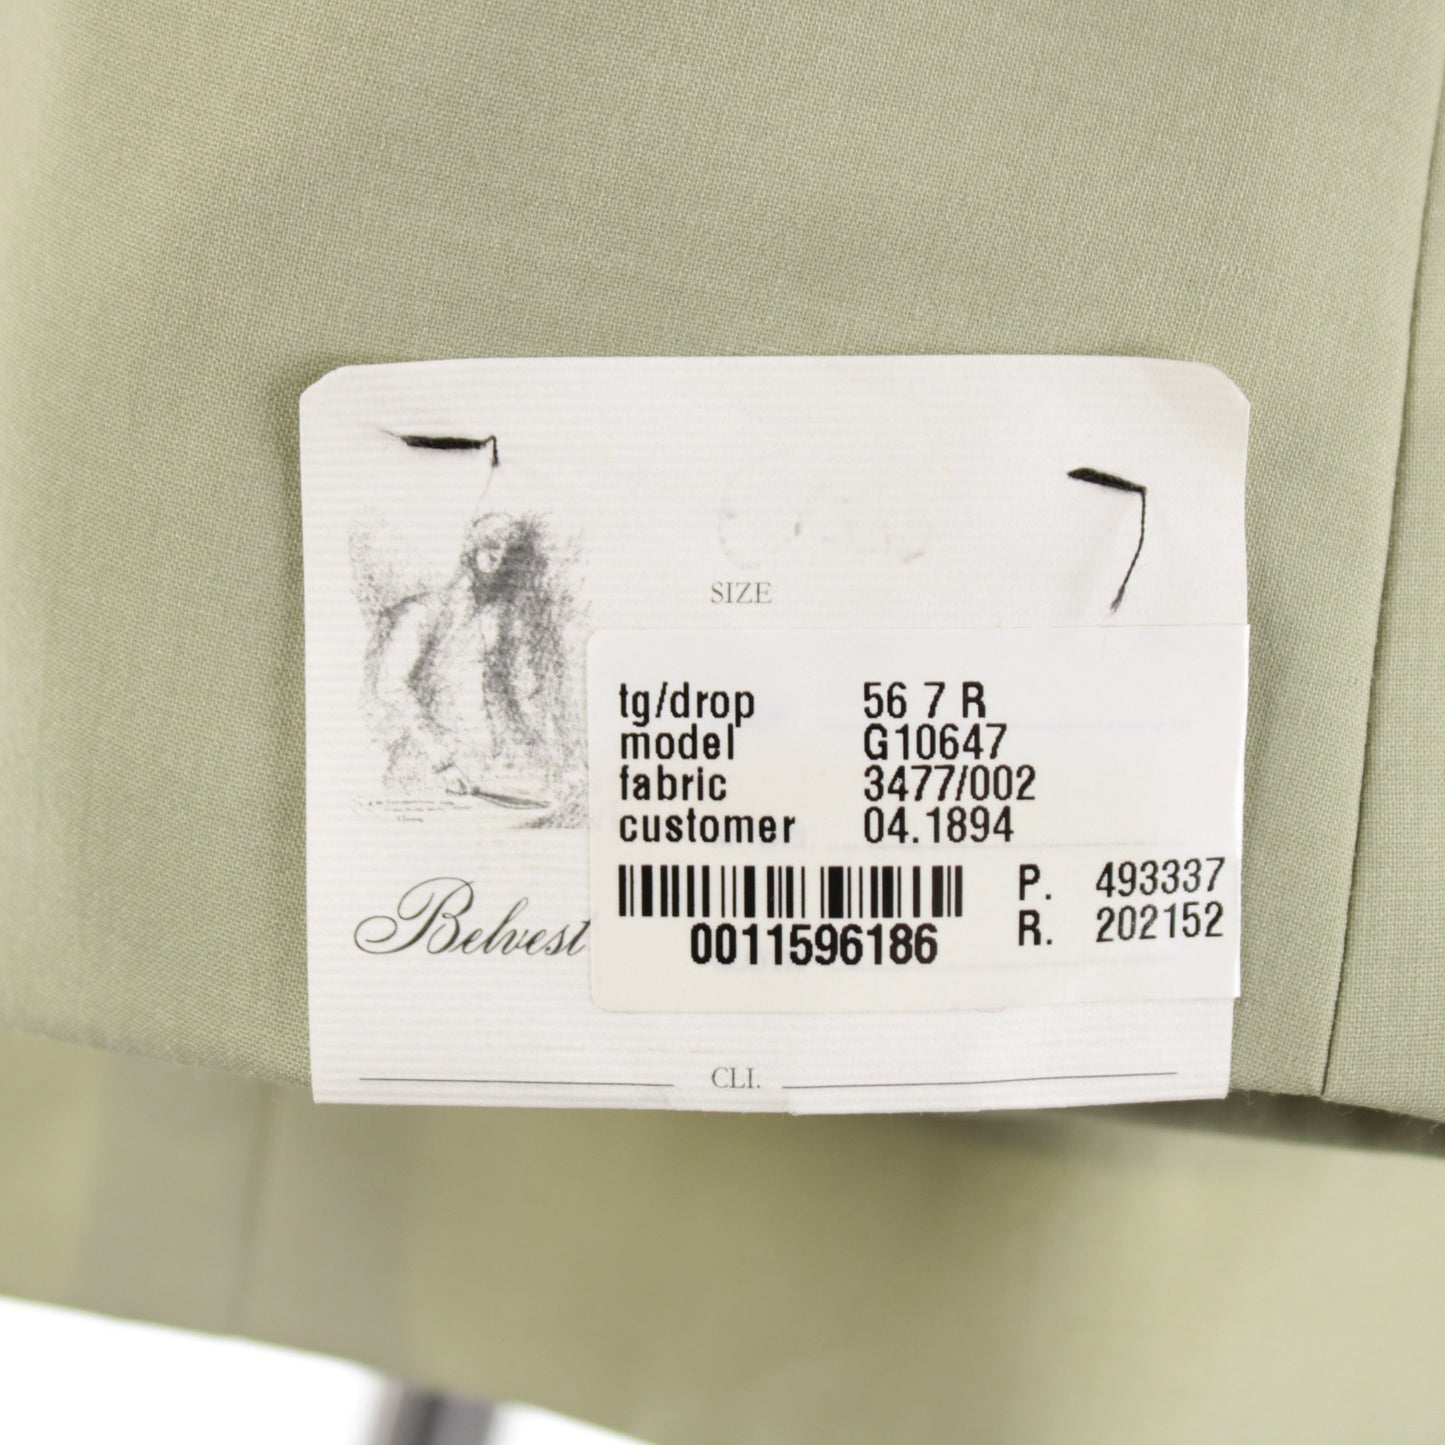 SIZE
tg/drop 56 7 R
model G10647
fabric 3477/002
customer 04.1894
P. 493337
R. 202152
0011596186
Belvest
CLI.